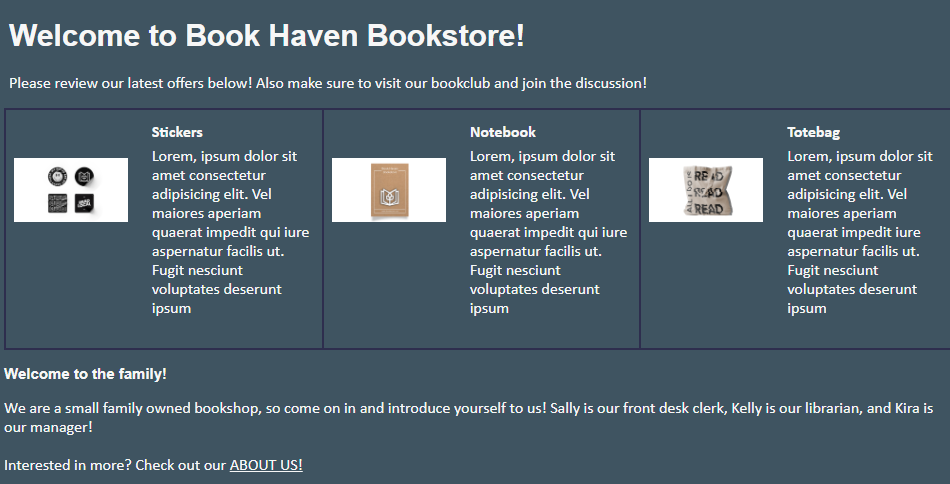 Welcome to Book Haven Bookstore!
Please review our latest offers below! Also make sure to visit our bookclub and join the discussion!
Stickers
Lorem, ipsum dolor sit
amet consectetur
adipisicing elit. Vel
maiores aperiam
quaerat impedit qui iure
aspernatur facilis ut.
Fugit nesciunt
voluptates deserunt
ipsum
Notebook
Lorem, ipsum dolor sit
amet consectetur
adipisicing elit. Vel
maiores aperiam
quaerat impedit qui iure
aspernatur facilis ut.
Fugit nesciunt
voluptates deserunt
ipsum
READ
READ
READ
Totebag
Lorem, ipsum dolor sit
amet consectetur
adipisicing elit. Vel
maiores aperiam
quaerat impedit qui iure
aspernatur facilis ut.
Fugit nesciunt
voluptates deserunt
ipsum
Welcome to the family!
We are a small family owned bookshop, so come on in and introduce yourself to us! Sally is our front desk clerk, Kelly is our librarian, and Kira is
our manager!
Interested in more? Check out our ABOUT US!